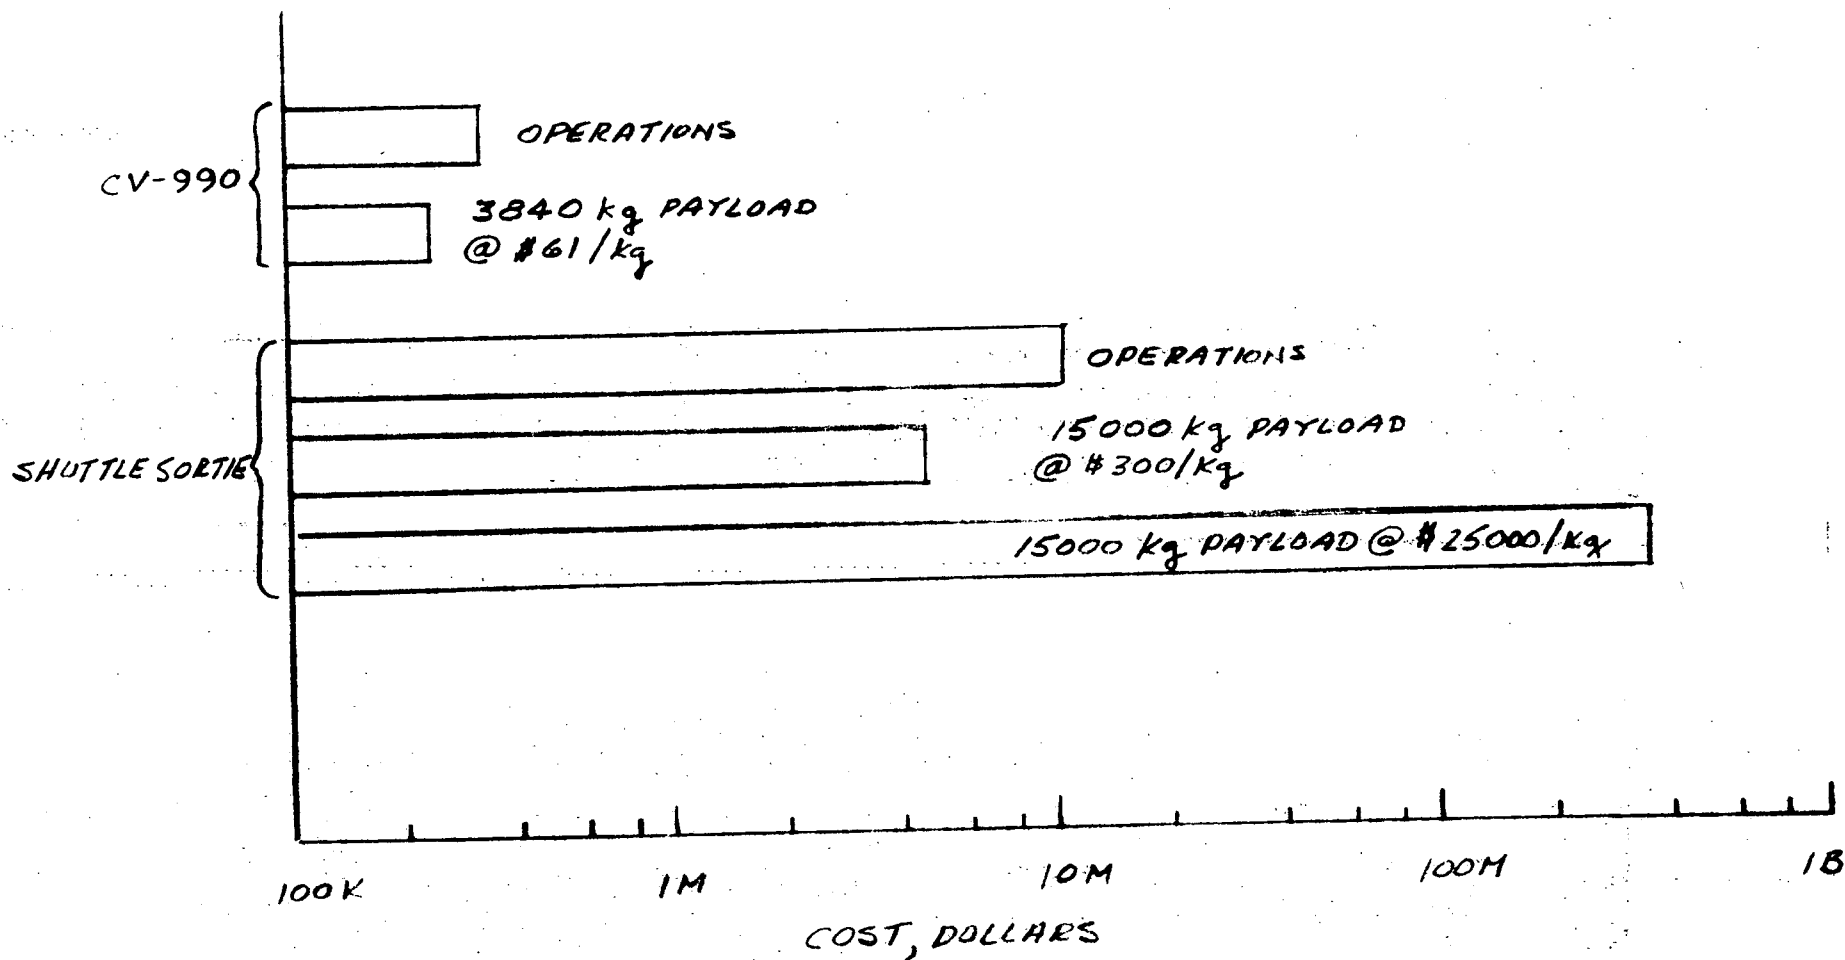 CV-990
OPERATIONS
3840 kg PAYLOAD
@ $61/kg
SHUTTLE SORTIE
OPERATIONS
15000 kg PAYLOAD
@ $300/kg
15000 kg PAYLOAD @ $25000/kg
100K 1M 10M 100M 1B
COST, DOLLARS